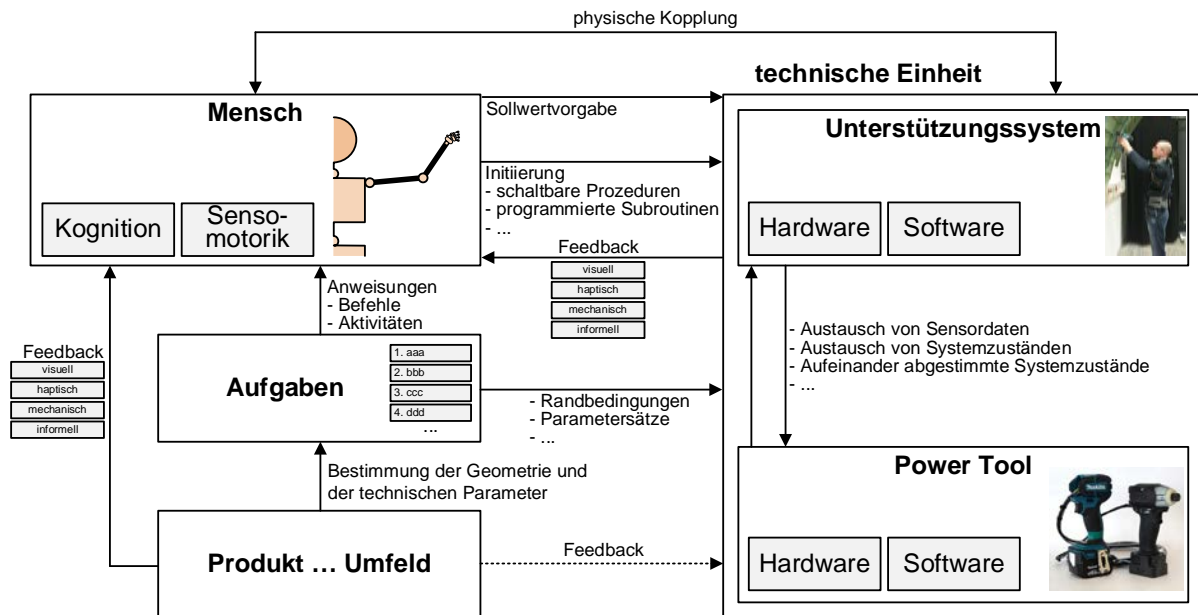 physische Kopplung
technische Einheit
Mensch
Kognition
Senso-
motorik
Sollwertvorgabe
Initiierung
- schaltbare Prozeduren
- programmierte Subroutinen
- ...
Feedback
visuell
haptisch
mechanisch
informell
Unterstützungssystem
Hardware
Software
Anweisungen
- Befehle
- Aktivitäten
- Austausch von Sensordaten
- Austausch von Systemzuständen
- Aufeinander abgestimmte Systemzustände
- ...
Feedback
visuell
haptisch
mechanisch
informell
Aufgaben
1. aaa
2. bbb
3. ccc
4. ddd
...
- Randbedingungen
- Parametersätze
- ...
Bestimmung der Geometrie und
der technischen Parameter
Power Tool
Hardware
Software
Produkt ... Umfeld
Feedback